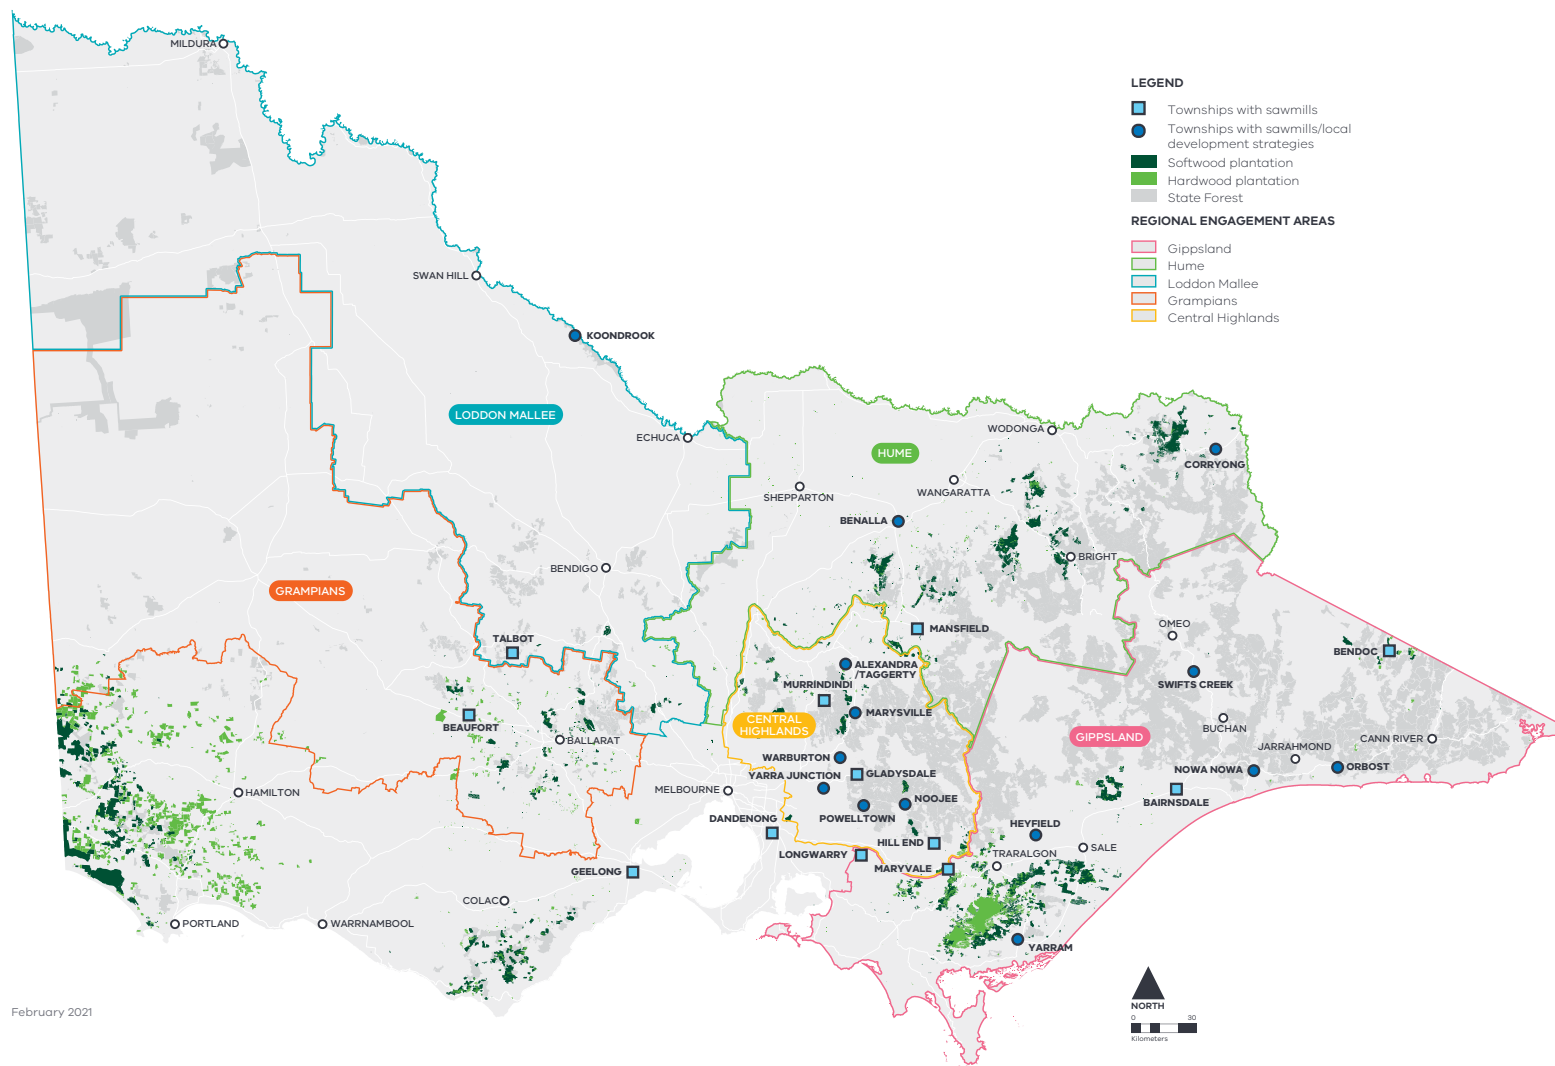 MILDURA
LEGEND
Townships with sawmills
Townships with sawmills/local
development strategies
Softwood plantation
Hardwood plantation
State Forest
REGIONAL ENGAGEMENT AREAS
Gippsland
Hume
Loddon Mallee
Grampians
Central Highlands
SWAN HILL
KOONDROOK
LODDON MALLEE
ECHUCA
WODONGA
HUME
CORRYONG
SHEPPARTON
WANGARATTA
BENALLA
BRIGHT
BENDIGO
GRAMPIANS
OMEO
MANSFIELD
TALBOT
BENDOC
ALEXANDRA
/TAGGERTY
SWIFTS CREEK
MURRINDINDI
MARYSVILLE
BEAUFORT
CENTRAL
HIGHLANDS
BUCHAN
GIPPSLAND
BALLARAT
CANN RIVER
JARRAHMOND
WARBURTON
NOWA NOWA
ORBOST
YARRA JUNCTION
GLADYSDALE
MELBOURNE
HAMILTON
NOOJEE
BAIRNSDALE
POWELLTOWN
DANDENONG
HEYFIELD
HILL END
SALE
LONGWARRY
TRARALGON
MARYVALE
GEELONG
COLAC
PORTLAND
WARRNAMBOOL
YARRAM
NORTH
0 30
Kilometers
February 2021